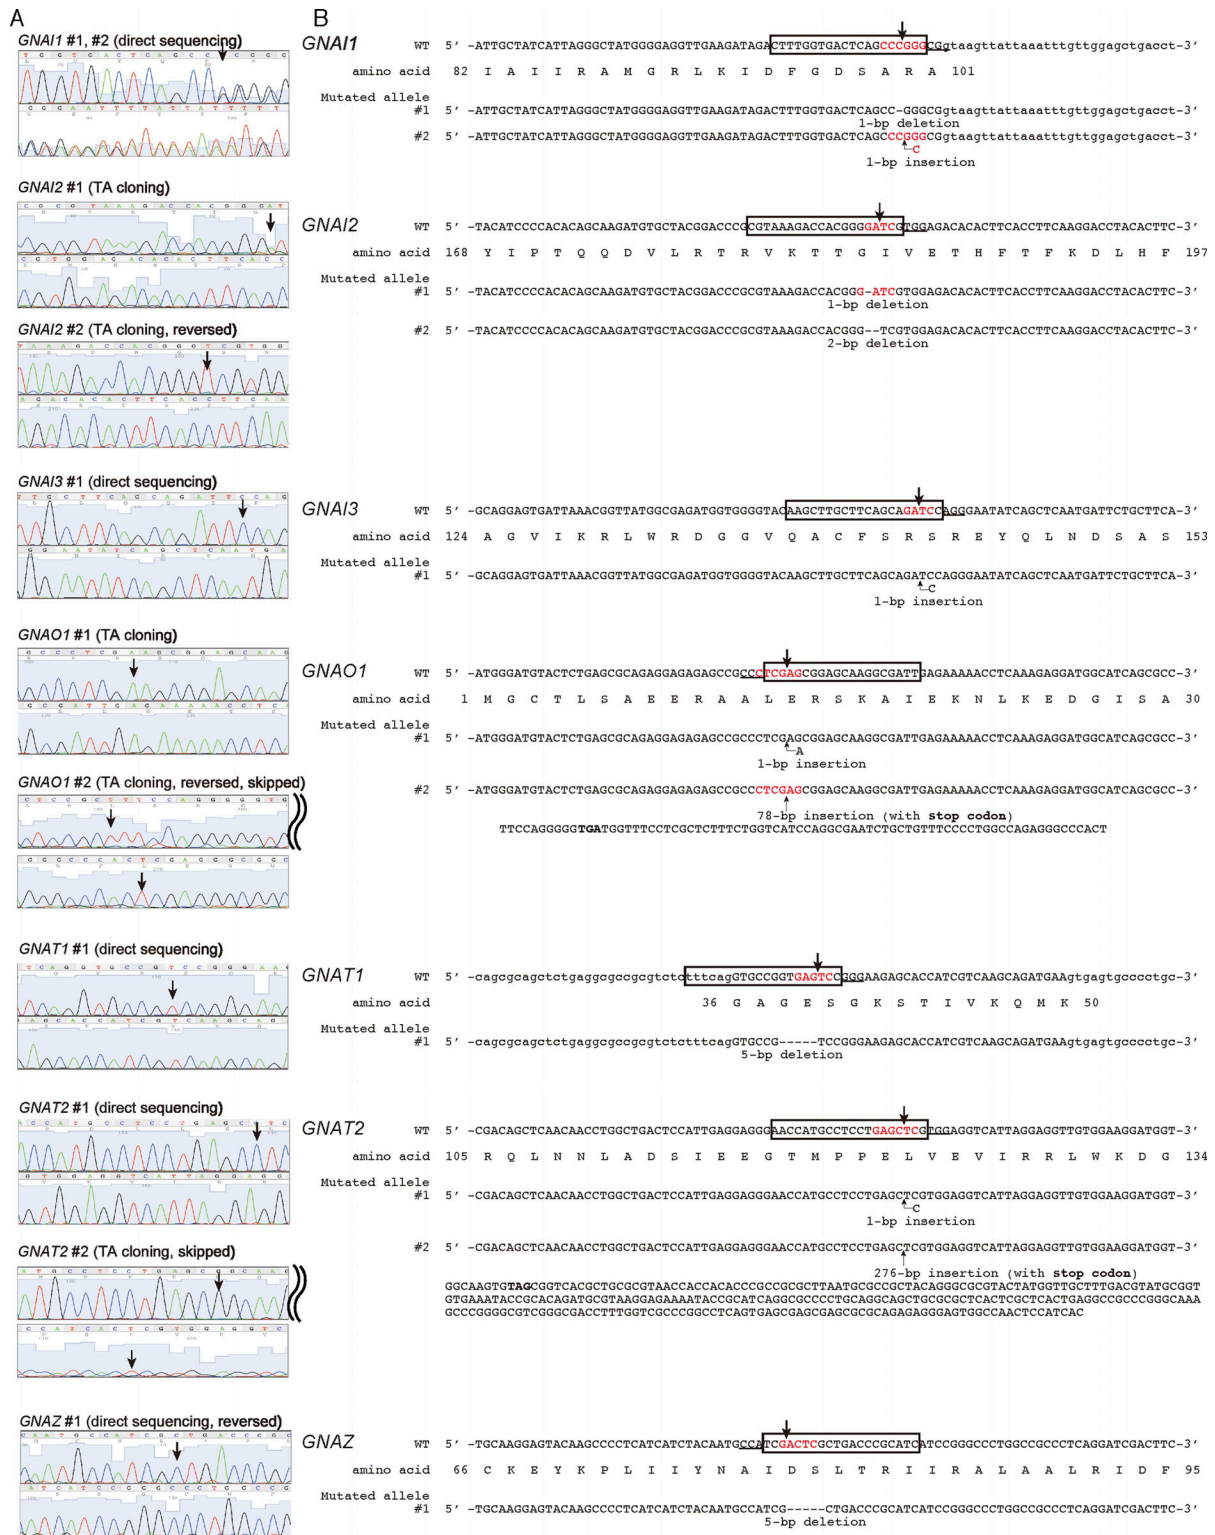 A
B
GNAI1 #1, #2 (direct sequencing)
GNAI1
WT 5′ -ATTGCTATCATTAGGGCTATGGGGAGGTTGAAGATAGACTTTGGTGACTCAGCCCGGGCGgtaagttattaaatttgttggagctgacct-3′
amino acid 82 I A I I R A M G R L K I D F G D S A R A 101
Mutated allele
#1 5′ -ATTGCTATCATTAGGGCTATGGGGAGGTTGAAGATAGACTTTGGTGACTCAGCC-GGGCGgtaagttattaaatttgttggagctgacct-3′
1-bp deletion
#2 5′ -ATTGCTATCATTAGGGCTATGGGGAGGTTGAAGATAGACTTTGGTGACTCAGCCCGGGCGgtaagttattaaatttgttggagctgacct-3′
C
1-bp insertion
GNAI2 #1 (TA cloning)
GNAI2
WT 5′ -TACATCCCCACACAGCAAGATGTGCTACGGACCCGCGTAAAGACCACGGGGATCGTGGAGACACACTTCACCTTCAAGGACCTACACTTC-3′
amino acid 168 Y I P T Q Q D V L R T R V K T T G I V E T H F T F K D L H F 197
Mutated allele
#1 5′ -TACATCCCCACACAGCAAGATGTGCTACGGACCCGCGTAAAGACCACGGGG-ATCGTGGAGACACACTTCACCTTCAAGGACCTACACTTC-3′
1-bp deletion
GNAI2 #2 (TA cloning, reversed)
#2 5′ -TACATCCCCACACAGCAAGATGTGCTACGGACCCGCGTAAAGACCACGGG--TCGTGGAGACACACTTCACCTTCAAGGACCTACACTTC-3′
2-bp deletion
GNAI3 #1 (direct sequencing)
GNAI3
WT 5′ -GCAGGAGTGATTAAACGGTTATGGCGAGATGGTGGGGTACAAGCTTGCTTCAGCAGATCCAGGGAATATCAGCTCAATGATTCTGCTTCA-3′
amino acid 124 A G V I K R L W R D G G V Q A C F S R S R E Y Q L N D S A S 153
Mutated allele
#1 5′ -GCAGGAGTGATTAAACGGTTATGGCGAGATGGTGGGGTACAAGCTTGCTTCAGCAGATCCAGGGAATATCAGCTCAATGATTCTGCTTCA-3′
C
1-bp insertion
GNAO1 #1 (TA cloning)
GNAO1
WT 5′ -ATGGGATGTACTCTGAGCGCAGAGGAGAGAGCCGCCCTCGAGCGGAGCAAGGCGATTGAGAAAAACCTCAAAGAGGATGGCATCAGCGCC-3′
amino acid 1 M G C T L S A E E R A A L E R S K A I E K N L K E D G I S A 30
Mutated allele
#1 5′ -ATGGGATGTACTCTGAGCGCAGAGGAGAGAGCCGCCCTCGAGCGGAGCAAGGCGATTGAGAAAAACCTCAAAGAGGATGGCATCAGCGCC-3′
A
1-bp insertion
GNAO1 #2 (TA cloning, reversed, skipped)
#2 5′ -ATGGGATGTACTCTGAGCGCAGAGGAGAGAGCCGCCCTCGAGCGGAGCAAGGCGATTGAGAAAAACCTCAAAGAGGATGGCATCAGCGCC-3′
78-bp insertion (with stop codon)
TTCCAGGGGGTGATGGTTTCCTCGCTCTTTCTGGTCATCCAGGCGAATCTGCTGTTTCCCCTGGCCAGAGGGCCCACT
GNAT1 #1 (direct sequencing)
GNAT1
WT 5′ -cagcgcagctctgaggcgccgcgtctctctttcagGTGCCGGTGAGTCCGGGAAGAGCACCATCGTCAAGCAGATGAAgtgagtgcccctgc-3′
amino acid 36 G A G E S G K S T I V K Q M K 50
Mutated allele
#1 5′ -cagcgcagctctgaggcgccgcgtctctttcagGTGCCG-----TCCGGGAAGAGCACCATCGTCAAGCAGATGAAgtgagtgcccctgc-3′
5-bp deletion
GNAT2 #1 (direct sequencing)
GNAT2
WT 5′ -CGACAGCTCAACAACCTGGCTGACTCCATTGAGGAGGGAACCATGCCTCCTGAGCTCGTGGAGGTCATTAGGAGGTTGTGGAAGGATGGT-3′
amino acid 105 R Q L N N L A D S I E E G T M P P E L V E V I R R L W K D G 134
Mutated allele
#1 5′ -CGACAGCTCAACAACCTGGCTGACTCCATTGAGGAGGGAACCATGCCTCCTGAGCTCGTGGAGGTCATTAGGAGGTTGTGGAAGGATGGT-3′
C
1-bp insertion
GNAT2 #2 (TA cloning, skipped)
#2 5′ -CGACAGCTCAACAACCTGGCTGACTCCATTGAGGAGGGAACCATGCCTCCTGAGCTCGTGGAGGTCATTAGGAGGTTGTGGAAGGATGGT-3′
276-bp insertion (with stop codon)
GGCAAGTGTAGCGGTCACGCTGCGCGTAACCACCACACCCGCCGCGCTTAATGCGCCGCTACAGGGCGCGTACTATGGTTGCTTTGACGTATGCGGT
GTGAAATACCGCACAGATGCGTAAGGAGAAAATACCGCATCAGGCGCCCCTGCAGGCAGCTGCGCGCTCACTCGCTCACTGAGGCCGCCCGGGCAAA
GCCCGGGCGTCGGGCGACCTTTGGTCGCCCGGCCTCAGTGAGCGAGCGAGCGCGCAGAGAGGGAGTGGCCAACTCCATCAC
GNAZ #1 (direct sequencing, reversed)
GNAZ
WT 5′ -TGCAAGGAGTACAAGCCCCTCATCATCTACAATGCCATCGACTCGCTGACCCGCATCATCCGGGCCCTGGCCGCCCTCAGGATCGACTTC-3′
amino acid 66 C K E Y K P L I I Y N A I D S L T R I I R A L A A L R I D F 95
Mutated allele
#1 5′ -TGCAAGGAGTACAAGCCCCTCATCATCTACAATGCCATCG-----CTGACCCGCATCATCCGGGCCCTGGCCGCCCTCAGGATCGACTTC-3′
5-bp deletion